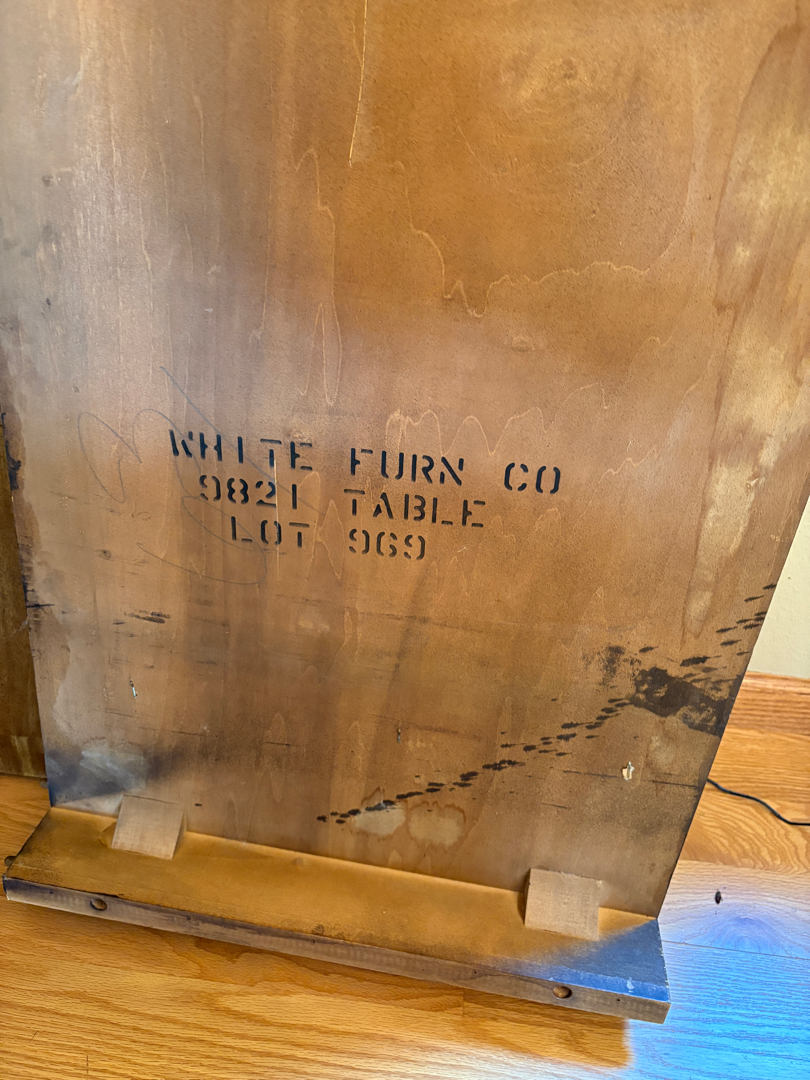 WHITE FURN CO
9821 TABLE
LOT 969